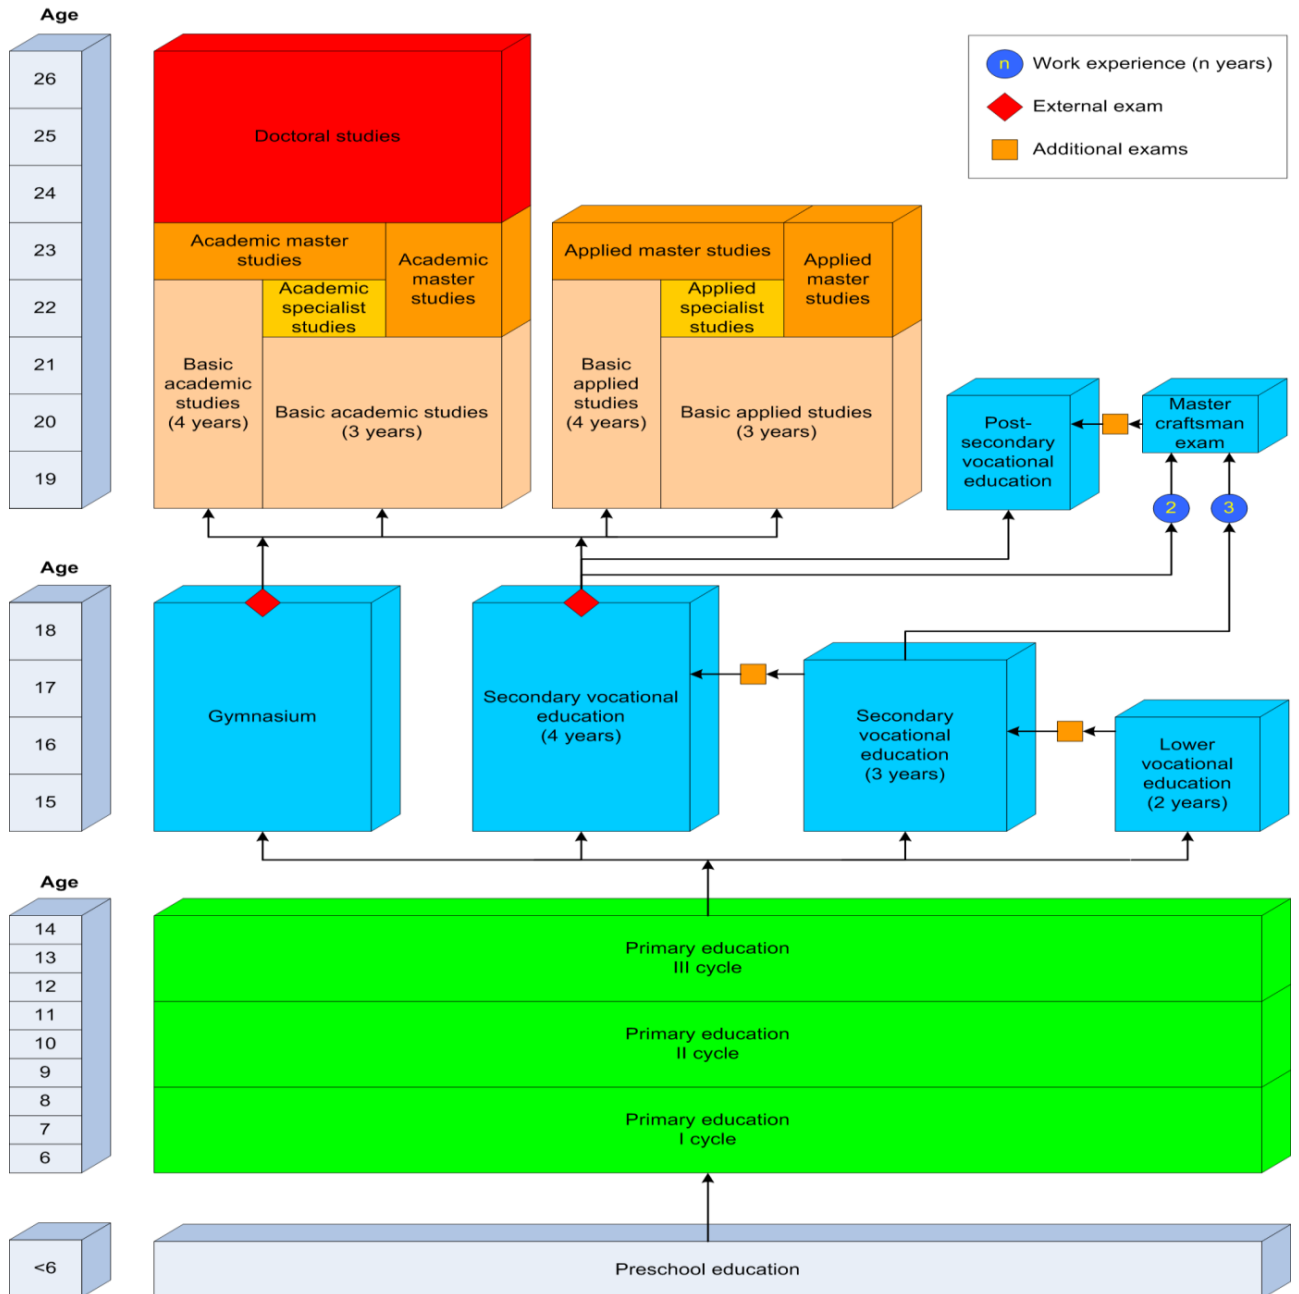 Age
26
25
24
23
22
21
20
19
Doctoral studies
Academic master
studies
Academic
master
studies
Academic
specialist
studies
Basic
academic
studies
(4 years)
Basic academic studies
(3 years)
Applied master studies
Applied
master
studies
Applied
specialist
studies
Basic
applied
studies
(4 years)
Basic applied studies
(3 years)
n
Work experience (n years)
External exam
Additional exams
Post-
secondary
vocational
education
Master
craftsman
exam
2
3
Age
18
17
16
15
Gymnasium
Secondary vocational
education
(4 years)
Secondary
vocational
education
(3 years)
Lower
vocational
education
(2 years)
Age
14
13
12
11
10
9
8
7
6
Primary education
III cycle
Primary education
II cycle
Primary education
I cycle
<6
Preschool education